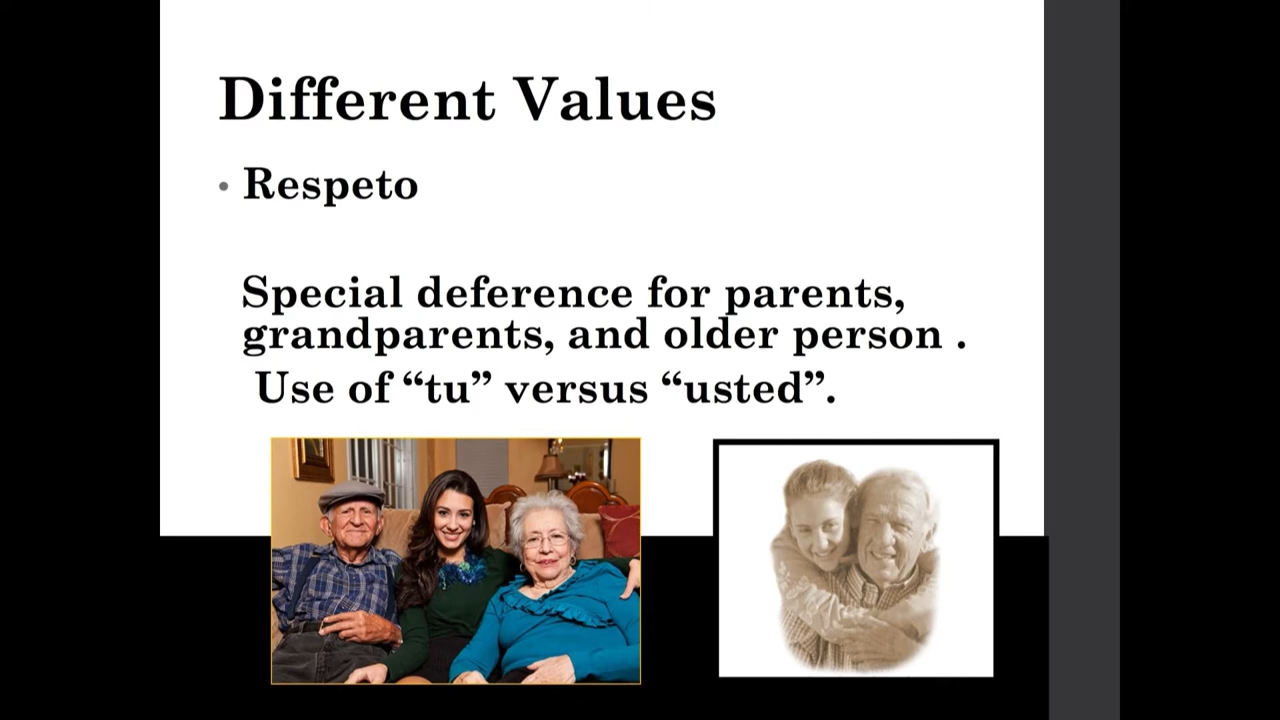 Different Values
• Respeto
Special deference for parents,
grandparents, and older person .
Use of “tu” versus “usted”.